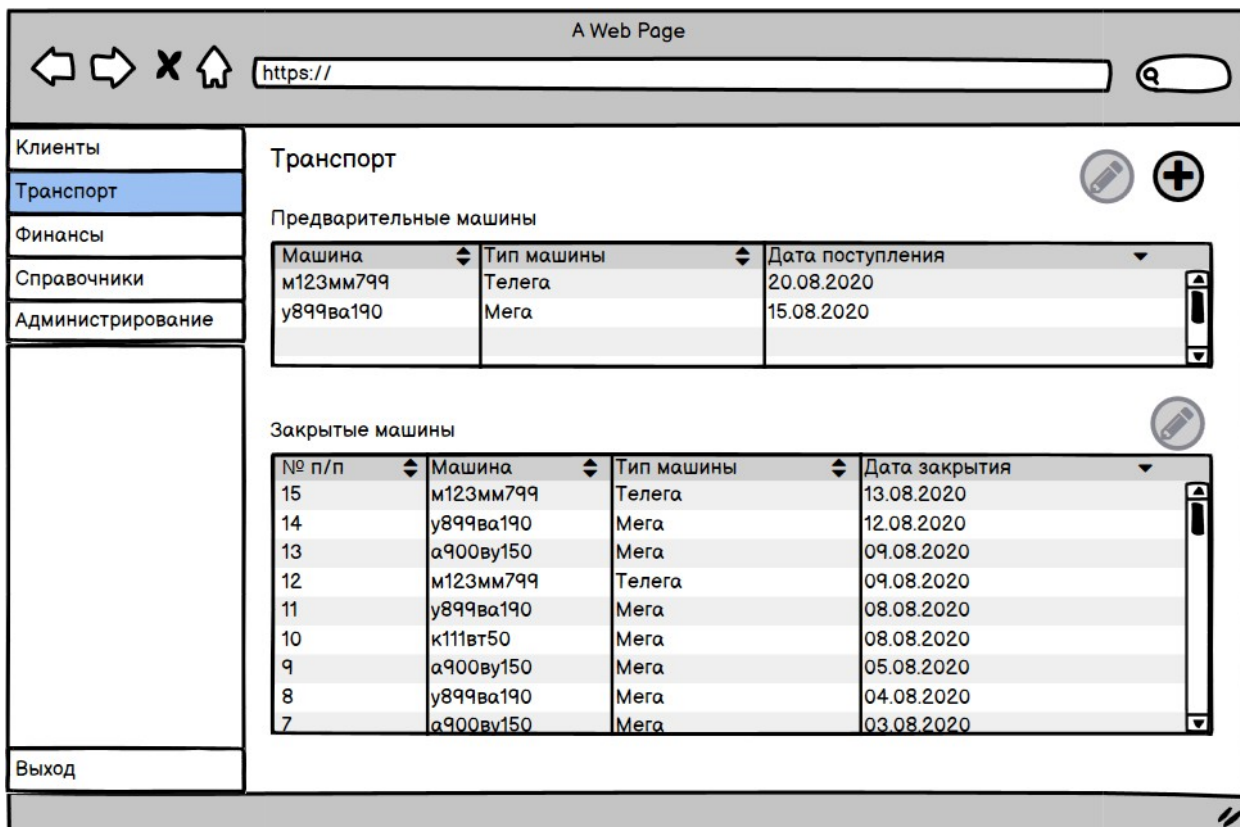 A Web Page
https://
Клиенты
Транспорт
Финансы
Справочники
Администрирование
Выход
Транспорт
Предварительные машины
Машина Тип машины Дата поступления
м123мм799 Телега 20.08.2020
у899ва190 Мега 15.08.2020
Закрытые машины
№ п/п Машина Тип машины Дата закрытия
15 м123мм799 Телега 13.08.2020
14 у899ва190 Мега 12.08.2020
13 а900ву150 Мега 09.08.2020
12 м123мм799 Телега 09.08.2020
11 у899ва190 Мега 08.08.2020
10 к111вт50 Мега 08.08.2020
9 а900ву150 Мега 05.08.2020
8 у899ва190 Мега 04.08.2020
7 а900ву150 Мега 03.08.2020